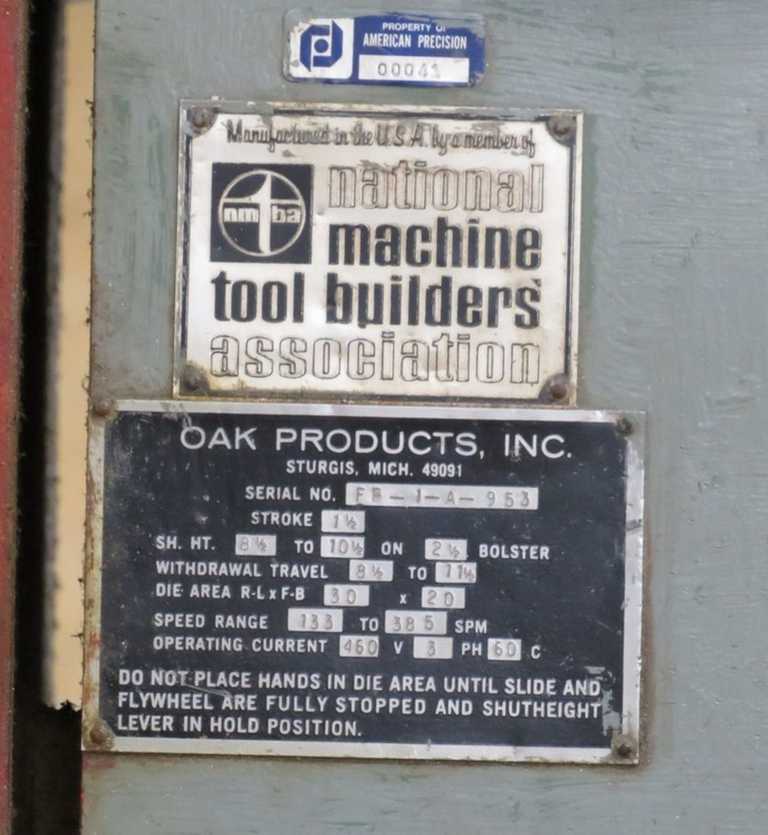 PROPERTY OF
AMERICAN PRECISION
00041
Manufactured in the U.S.A. by a member of
national
nm1ba
machine
tool builders'
association
OAK PRODUCTS, INC.
STURGIS, MICH. 49091
SERIAL NO. FP-1-A-953
STROKE 1½
SH. HT. 8½ TO 10½ ON 2½ BOLSTER
WITHDRAWAL TRAVEL 8½ TO 11½
DIE AREA R-L x F-B 30 x 20
SPEED RANGE 133 TO 385 SPM
OPERATING CURRENT 460 V 3 PH 60 C
DO NOT PLACE HANDS IN DIE AREA UNTIL SLIDE AND
FLYWHEEL ARE FULLY STOPPED AND SHUTHEIGHT
LEVER IN HOLD POSITION.